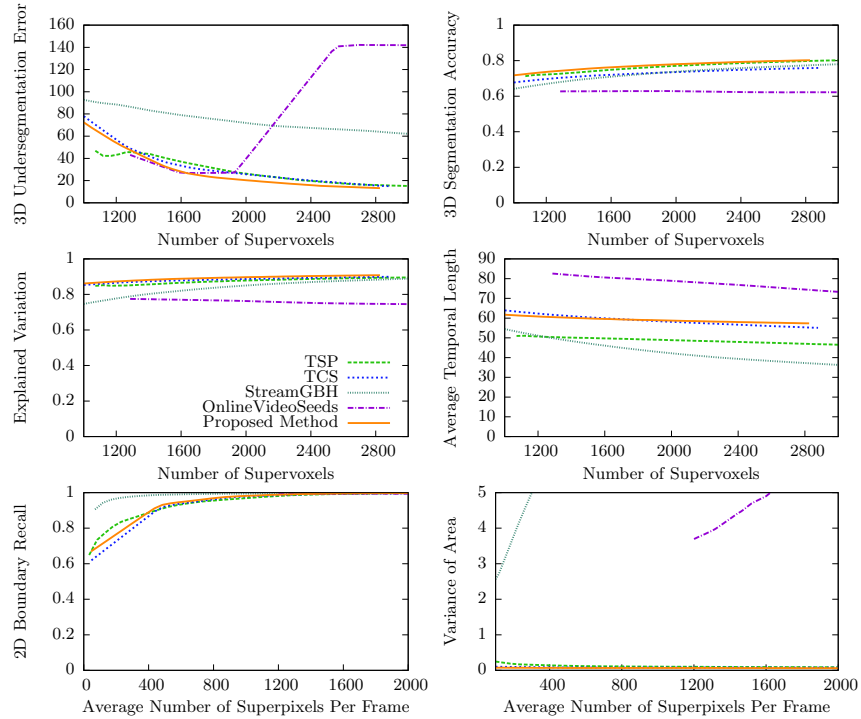 160
140
120
100
80
60
40
20
0
3D Undersegmentation Error
1200 1600 2000 2400 2800
Number of Supervoxels
1
0.8
0.6
0.4
0.2
0
3D Segmentation Accuracy
1200 1600 2000 2400 2800
Number of Supervoxels
1
0.8
0.6
0.4
0.2
0
Explained Variation
TSP
TCS
StreamGBH
OnlineVideoSeeds
Proposed Method
1200 1600 2000 2400 2800
Number of Supervoxels
90
80
70
60
50
40
30
20
10
0
Average Temporal Length
1200 1600 2000 2400 2800
Number of Supervoxels
1
0.8
0.6
0.4
0.2
0
2D Boundary Recall
0 400 800 1200 1600 2000
Average Number of Superpixels Per Frame
5
4
3
2
1
0
Variance of Area
400 800 1200 1600 2000
Average Number of Superpixels Per Frame